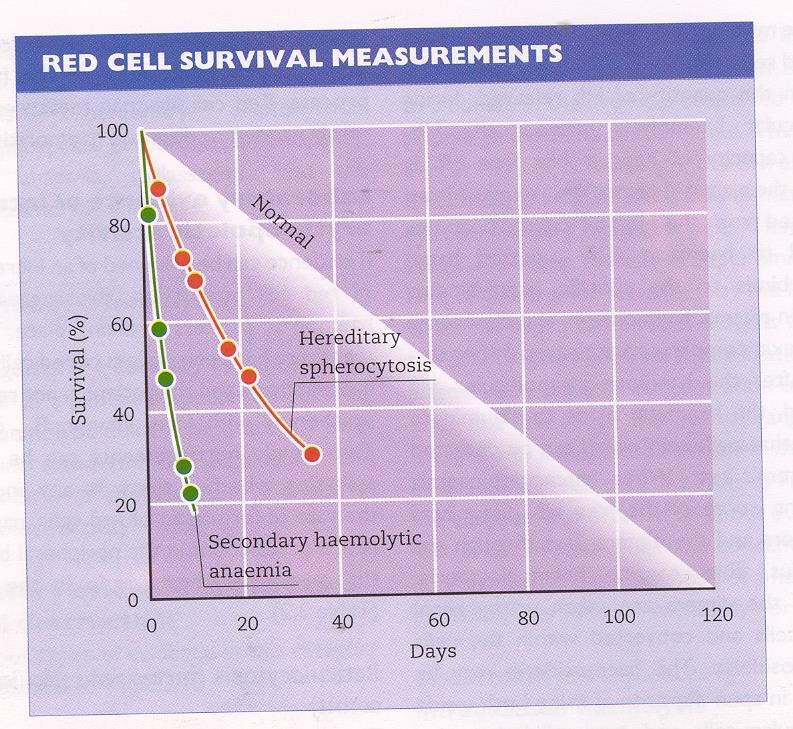 RED CELL SURVIVAL MEASUREMENTS
100
80
60
40
20
0
Survival (%)
Normal
Hereditary
spherocytosis
Secondary haemolytic
anaemia
0 20 40 60 80 100 120
Days